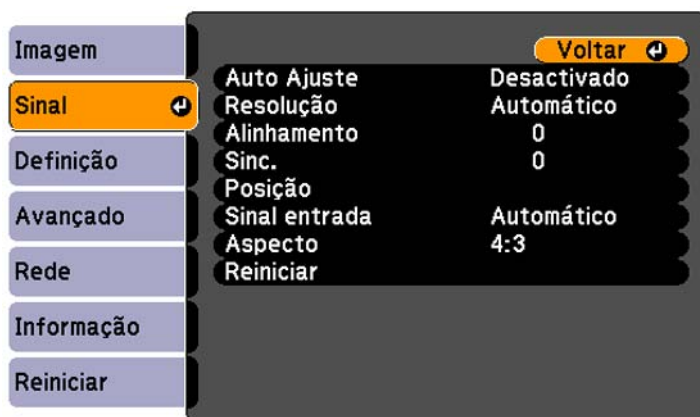 Imagem
Sinal
Definição
Avançado
Rede
Informação
Reiniciar
Voltar
Auto Ajuste Desactivado
Resolução Automático
Alinhamento 0
Sinc. 0
Posição
Sinal entrada Automático
Aspecto 4:3
Reiniciar